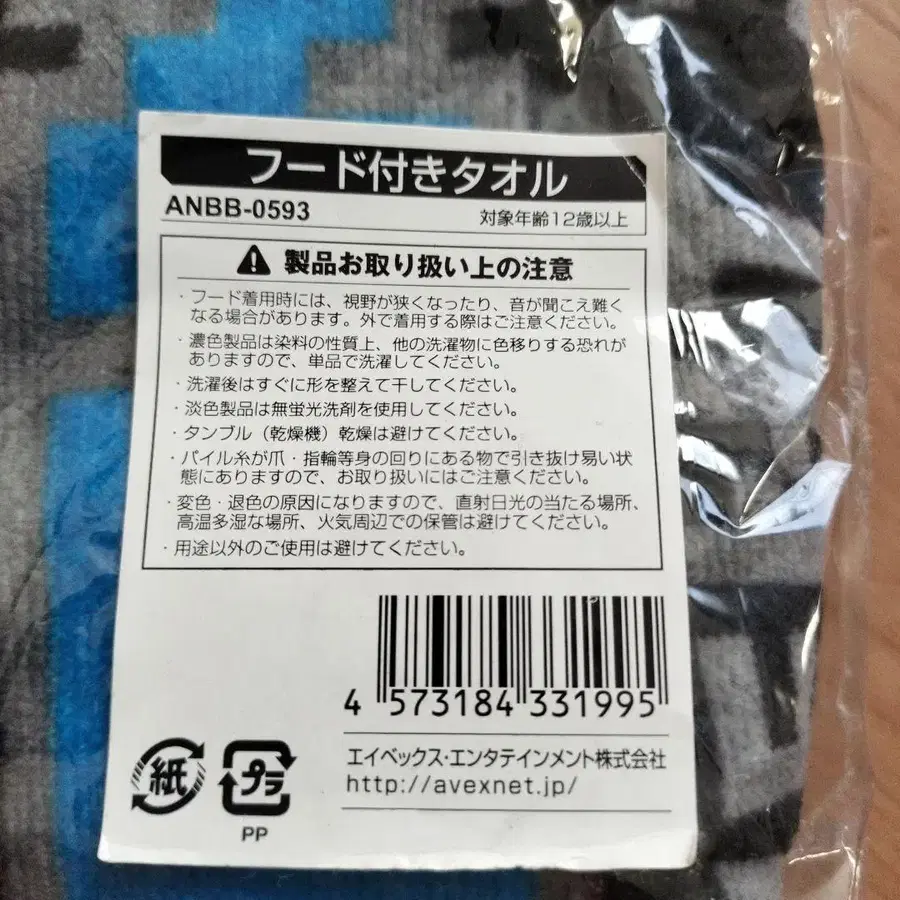 フード付きタオル
ANBB-0593
対象年齢12歳以上
製品お取り扱い上の注意
・フード着用時には、視野が狭くなったり、音が聞こえ難く
なる場合があります。外で着用する際はご注意ください。
・濃色製品は染料の性質上、他の洗濯物に色移りする恐れが
ありますので、単品で洗濯してください。
・洗濯後はすぐに形を整えて干してください。
・淡色製品は無蛍光洗剤を使用してください。
・タンブル（乾燥機）乾燥は避けてください。
・パイル糸が爪・指輪等身の回りにある物で引き抜け易い状
態にありますので、お取り扱いにはご注意ください。
・変色・退色の原因になりますので、直射日光の当たる場所、
高温多湿な場所、火気周辺での保管は避けてください。
・用途以外のご使用は避けてください。
4 573184 331995
エイベックス・エンタテインメント株式会社
http://avexnet.jp/
紙
プラ
PP